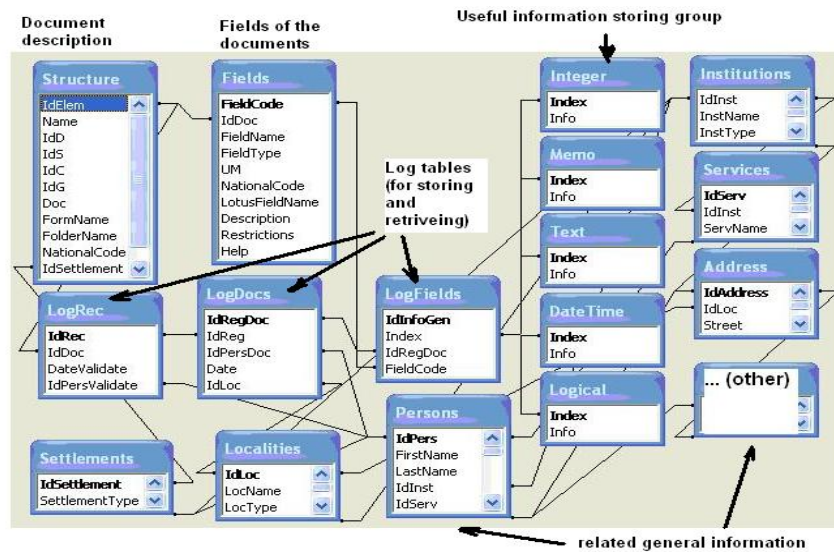 Document
description
Fields of the
documents
Useful information storing group
Structure
IdElem
Name
IdD
IdS
IdC
IdG
Doc
FormName
FolderName
NationalCode
IdSettlement
Fields
FieldCode
IdDoc
FieldName
FieldType
UM
NationalCode
LotusFieldName
Description
Restrictions
Help
Log tables
(for storing
and
retriveing)
Integer
Index
Info
Institutions
IdInst
InstName
InstType
Memo
Index
Info
Services
IdServ
IdInst
ServName
Text
Index
Info
Address
IdAddress
IdLoc
Street
LogRec
IdRec
IdDoc
DateValidate
IdPersValidate
LogDocs
IdRegDoc
IdReg
IdPersDoc
Date
IdLoc
LogFields
IdInfoGen
Index
IdRegDoc
FieldCode
DateTime
Index
Info
... (other)
Logical
Index
Info
Settlements
IdSettlement
SettlementType
Localities
IdLoc
LocName
LocType
Persons
IdPers
FirstName
LastName
IdInst
IdServ
related general information